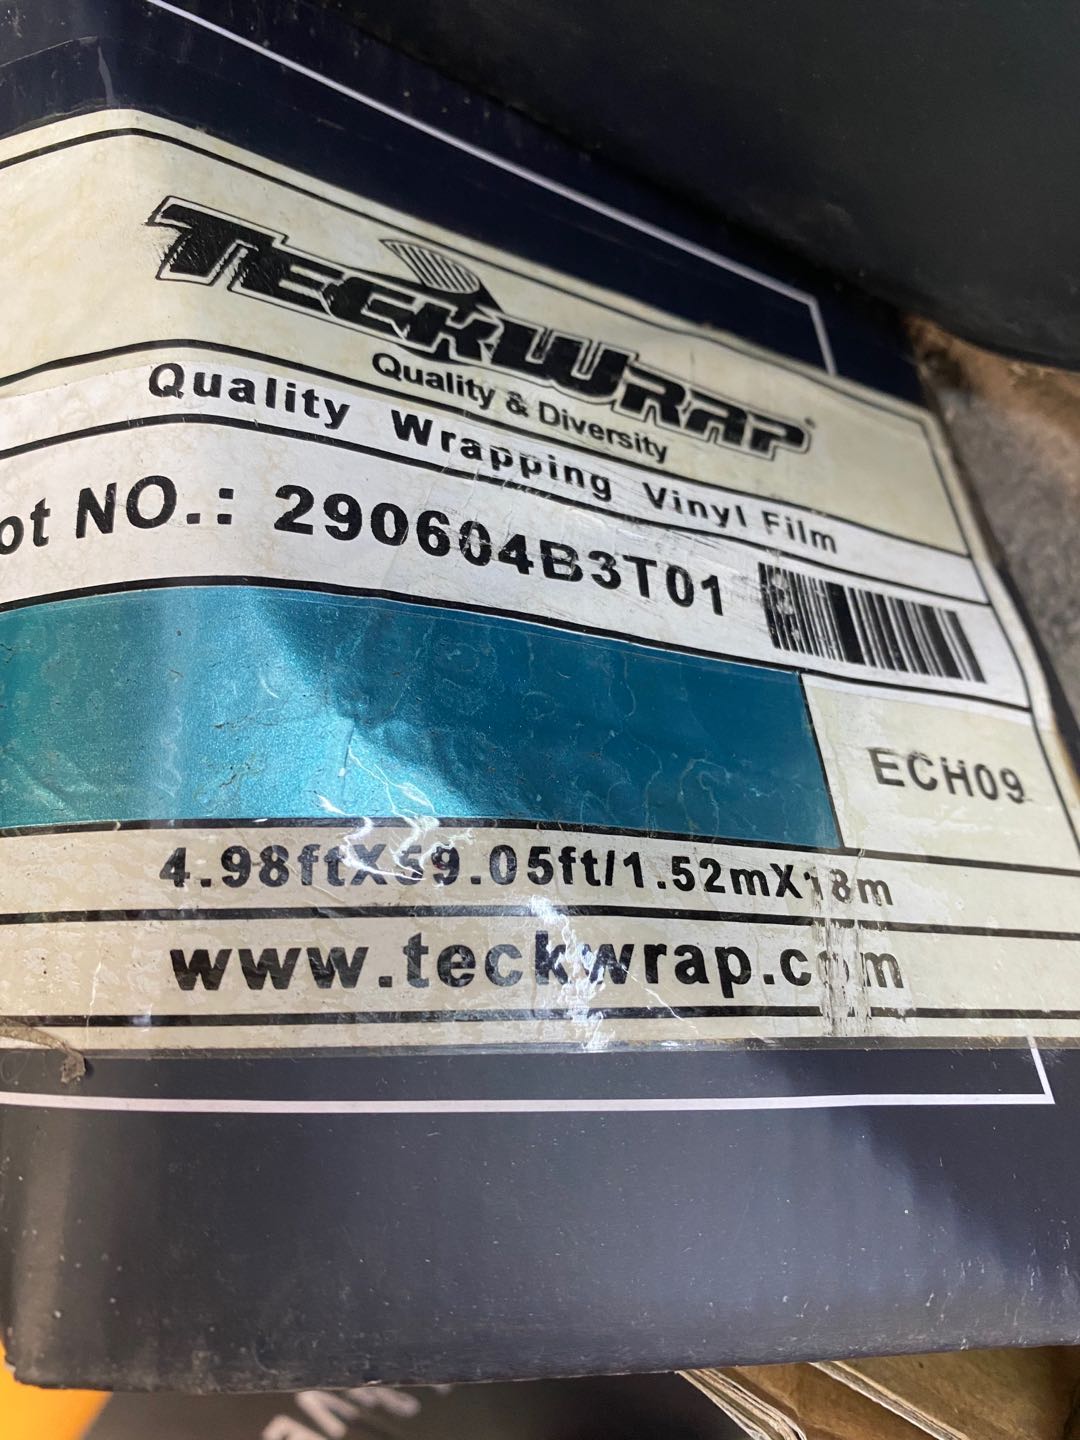 TECKWRAP®
Quality & Diversity
Quality Wrapping Vinyl Film
ot NO.: 290604B3T01
ECH09
4.98ftX59.05ft/1.52mX18m
www.teckwrap.com